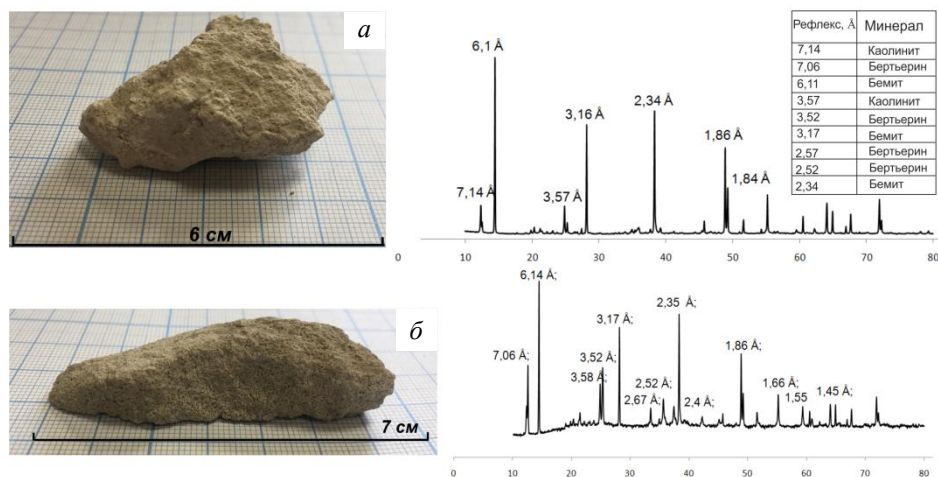 а
6 см
6,1 Å
3,16 Å
2,34 Å
1,86 Å
1,84 Å
7,14 Å
3,57 Å
0 10 20 30 40 50 60 70 80
Рефлекс, Å Минерал
7,14 Каолинит
7,06 Бертьерин
6,11 Бемит
3,57 Каолинит
3,52 Бертьерин
3,17 Бемит
2,57 Бертьерин
2,52 Бертьерин
2,34 Бемит
б
7 см
6,14 Å;
3,17 Å;
2,35 Å;
7,06 Å;
3,52 Å;
3,58 Å;
2,52 Å;
2,67 Å;
2,4 Å;
1,86 Å;
1,66 Å;
1,55
1,45 Å;
10 20 30 40 50 60 70 80